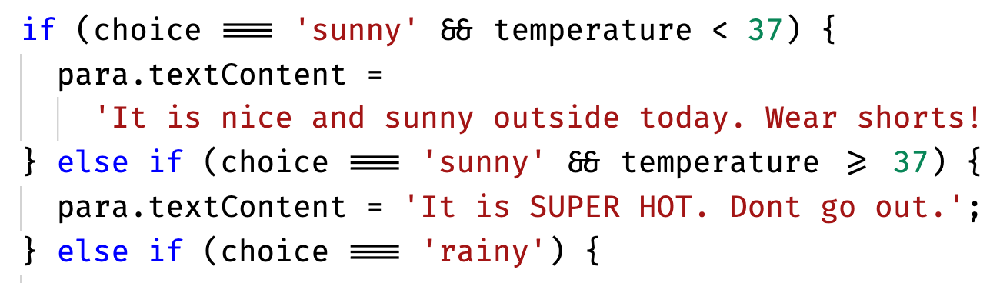 if (choice === 'sunny' && temperature < 37) {
para.textContent =
'It is nice and sunny outside today. Wear shorts!
} else if (choice === 'sunny' && temperature >= 37) {
para.textContent = 'It is SUPER HOT. Dont go out.';
} else if (choice === 'rainy') {